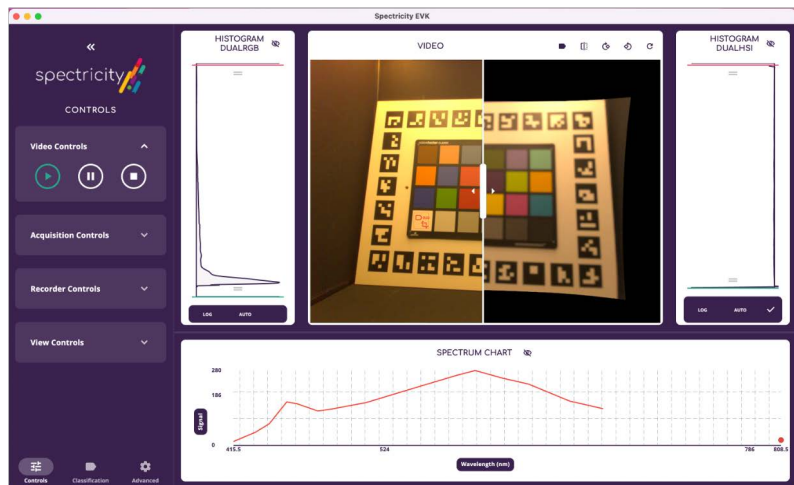 Spectricity EVK
«
spectricity
CONTROLS
Video Controls
Acquisition Controls
Recorder Controls
View Controls
Controls
Classification
Advanced
HISTOGRAM
DUALRGB
LOG AUTO
VIDEO
HISTOGRAM
DUALHSI
LOG AUTO
SPECTRUM CHART
280
186
0
Signal
415.5 524 786 808.5
Wavelength (nm)